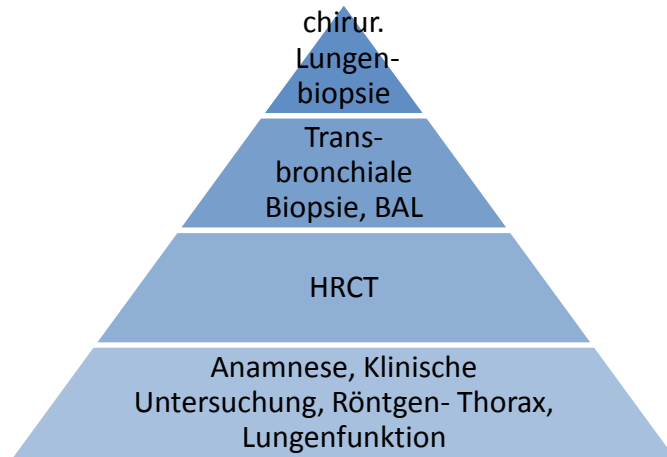 chirur.
Lungen-
biopsie
Trans-
bronchiale
Biopsie, BAL
HRCT
Anamnese, Klinische
Untersuchung, Röntgen- Thorax,
Lungenfunktion